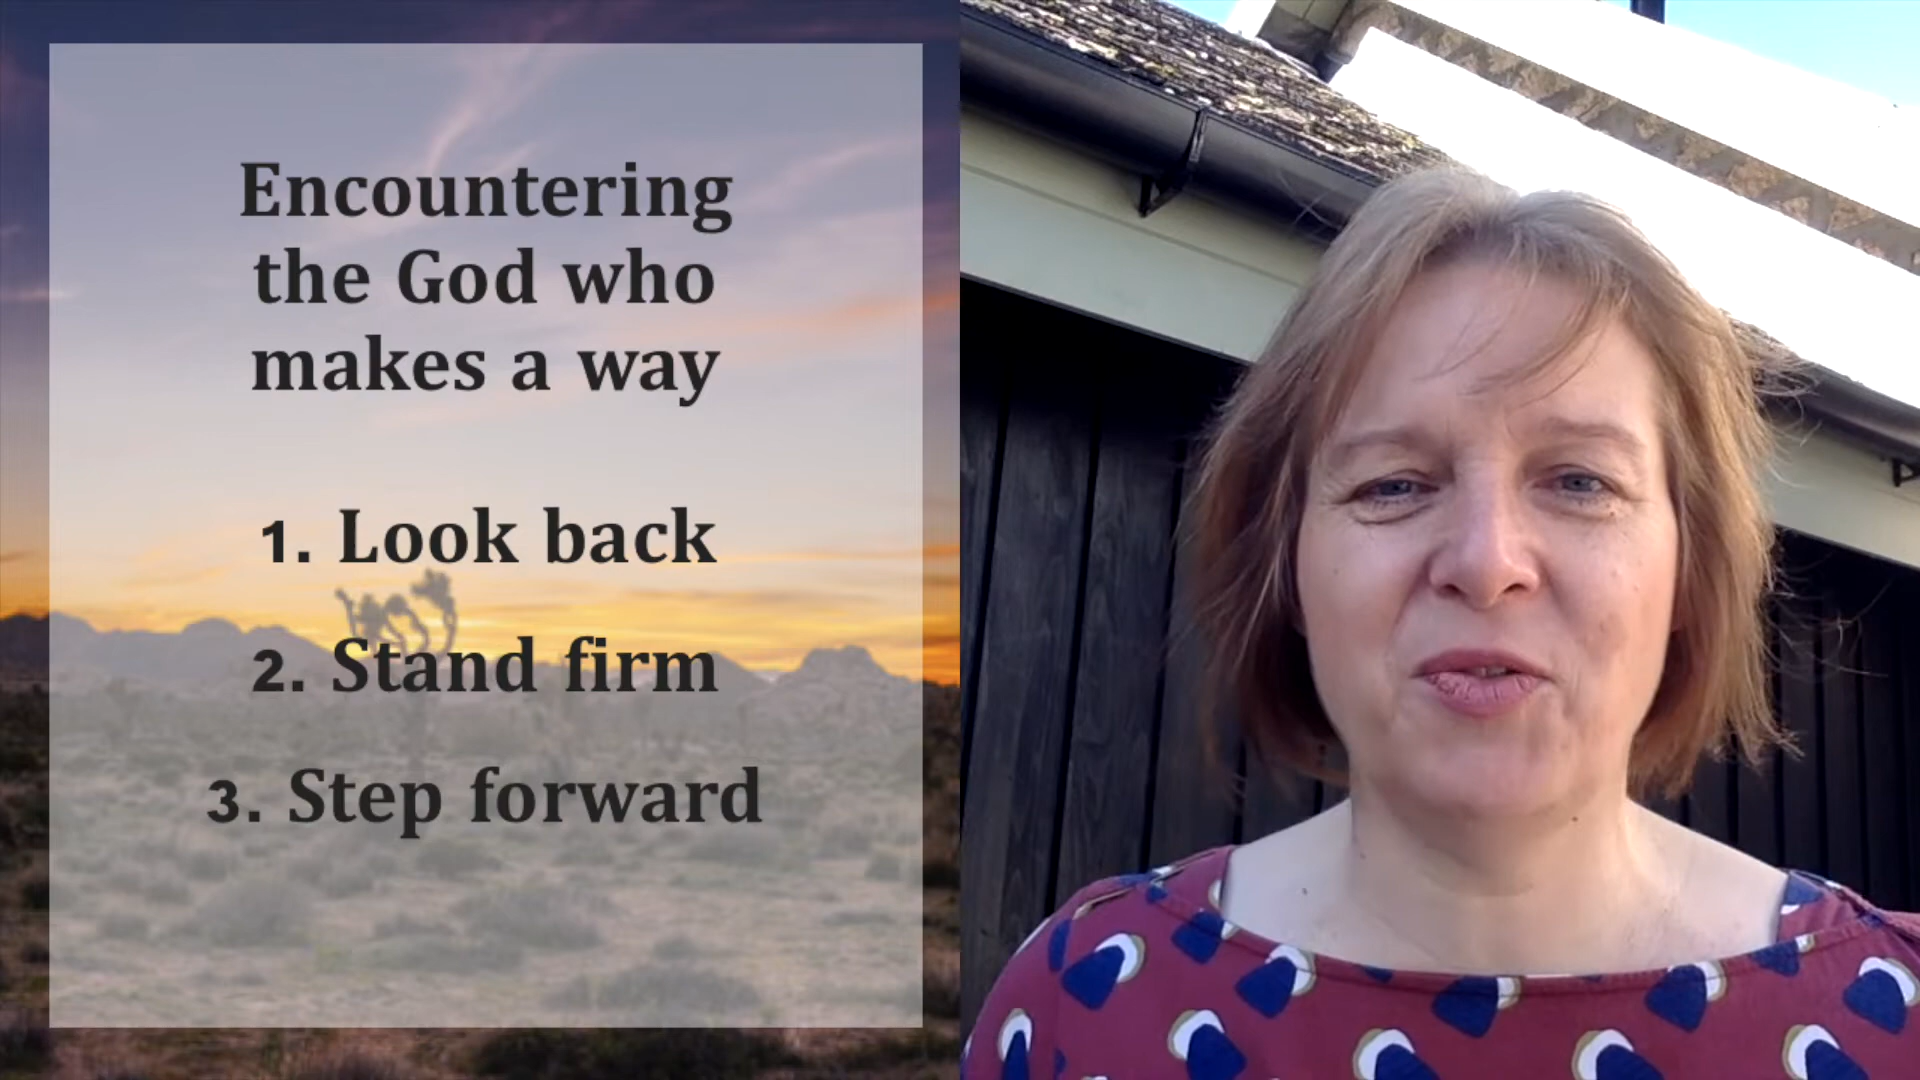 Encountering
the God who
makes a way
1. Look back
2. Stand firm
3. Step forward